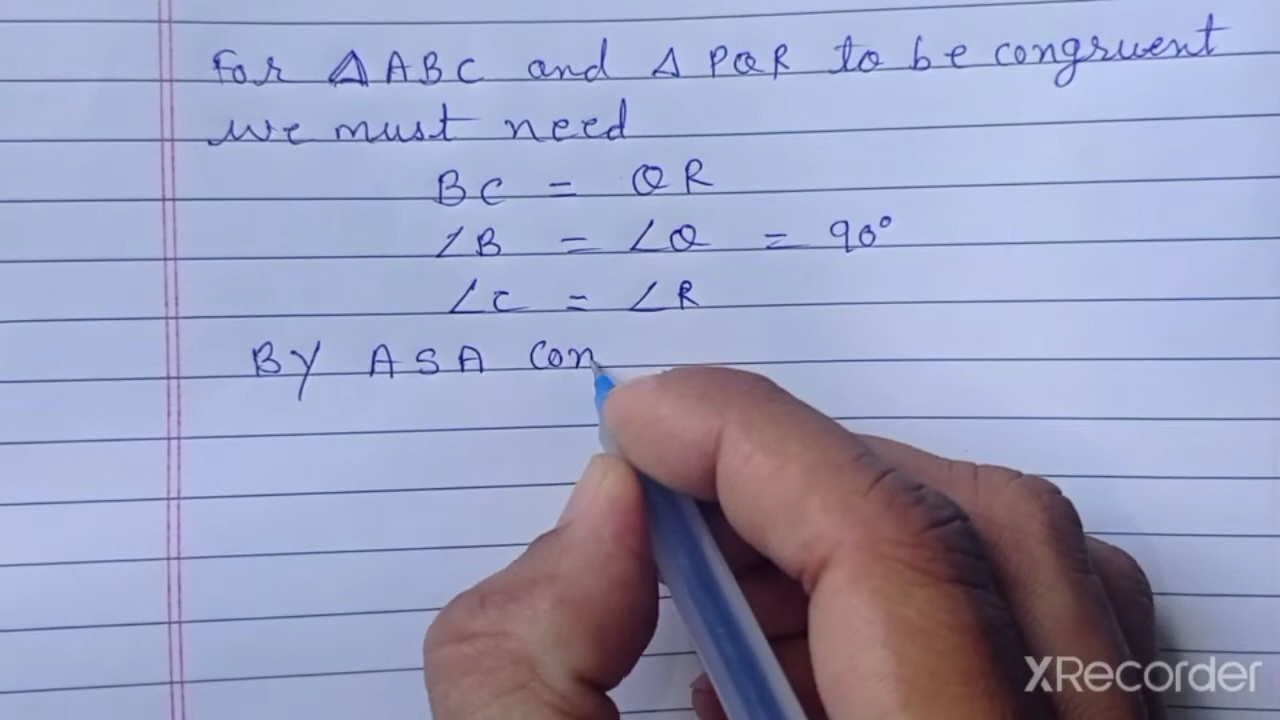 For △ ABC and △ PQR to be congruent
we must need
BC = QR
∠B = ∠Q = 90°
∠C = ∠R
By ASA con
XRecorder